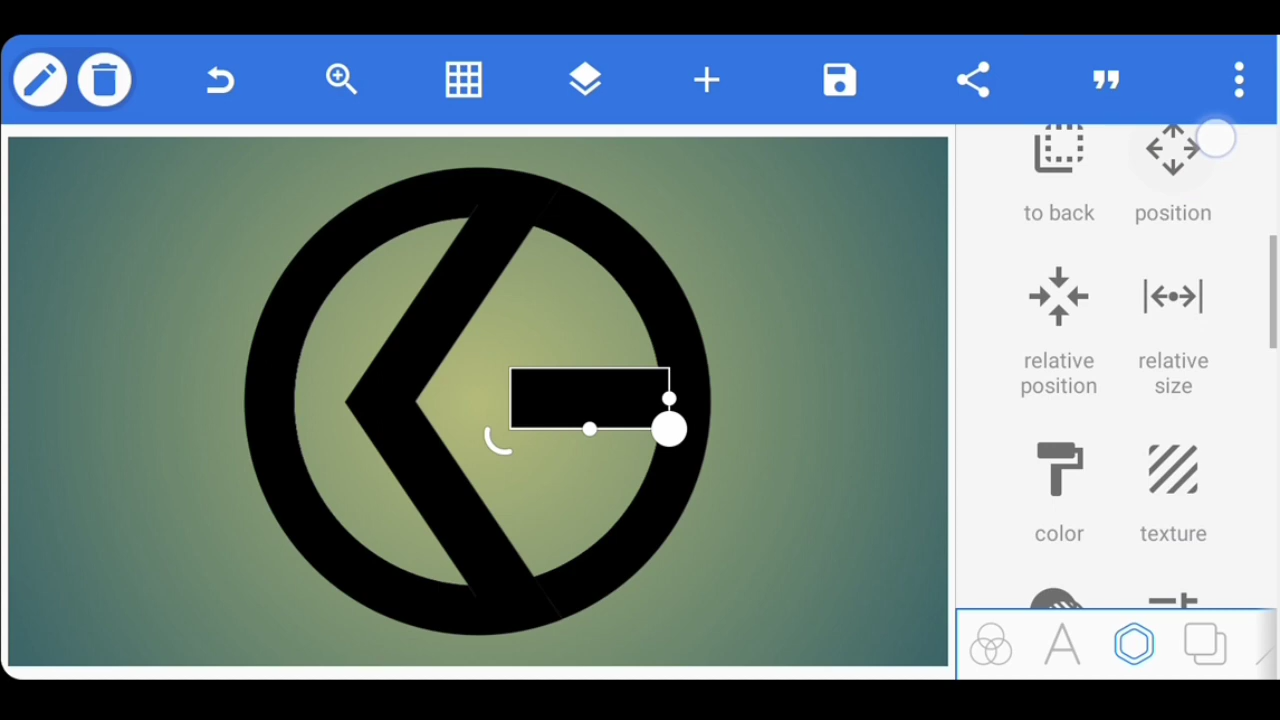 to back
position
relative
position
relative
size
color
texture